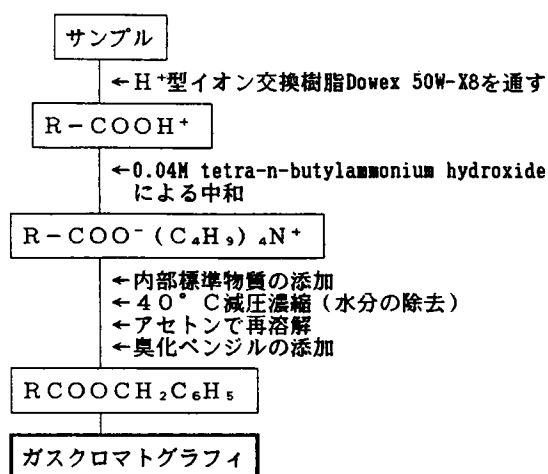 サンプル
←H⁺型イオン交換樹脂Dowex 50W-X8を通す
R-COOH⁺
←0.04M tetra-n-butylammonium hydroxide
による中和
R-COO⁻(C₄H₉)₄N⁺
←内部標準物質の添加
←40°C減圧濃縮(水分の除去)
←アセトンで再溶解
←臭化ベンジルの添加
RCOOCH₂C₆H₅
ガスクロマトグラフィ